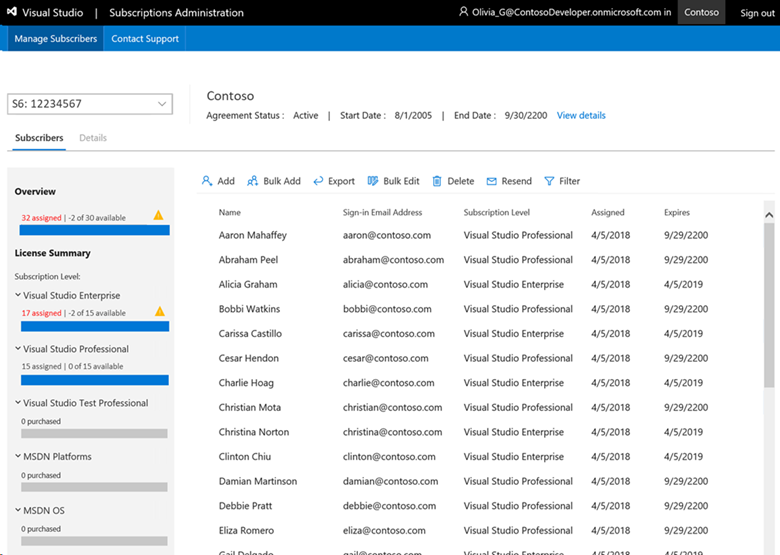 Visual Studio | Subscriptions Administration Olivia_G@ContosoDeveloper.onmicrosoft.com in Contoso Sign out
Manage Subscribers Contact Support
S6: 12234567
Contoso
Agreement Status : Active | Start Date : 8/1/2005 | End Date : 9/30/2200 View details
Subscribers Details
Overview
32 assigned | -2 of 30 available
License Summary
Subscription Level:
Visual Studio Enterprise
17 assigned | -2 of 15 available
Visual Studio Professional
15 assigned | 0 of 15 available
Visual Studio Test Professional
0 purchased
MSDN Platforms
0 purchased
MSDN OS
0 purchased
Add Bulk Add Export Bulk Edit Delete Resend Filter
Name Sign-in Email Address Subscription Level Assigned Expires
Aaron Mahaffey aaron@contoso.com Visual Studio Professional 4/5/2018 9/29/2200
Abraham Peel abraham@contoso.com Visual Studio Professional 4/5/2018 9/29/2200
Alicia Graham alicia@contoso.com Visual Studio Enterprise 4/5/2018 4/5/2019
Bobbi Watkins bobbi@contoso.com Visual Studio Professional 4/5/2018 9/29/2200
Carissa Castillo carissa@contoso.com Visual Studio Enterprise 4/5/2018 4/5/2019
Cesar Hendon cesar@contoso.com Visual Studio Professional 4/5/2018 9/29/2200
Charlie Hoag charlie@contoso.com Visual Studio Enterprise 4/5/2018 4/5/2019
Christian Mota christian@contoso.com Visual Studio Professional 4/5/2018 9/29/2200
Christina Norton christina@contoso.com Visual Studio Enterprise 4/5/2018 4/5/2019
Clinton Chiu clinton@contoso.com Visual Studio Enterprise 4/5/2018 4/5/2019
Damian Martinson damian@contoso.com Visual Studio Professional 4/5/2018 9/29/2200
Debbie Pratt debbie@contoso.com Visual Studio Professional 4/5/2018 9/29/2200
Eliza Romero eliza@contoso.com Visual Studio Professional 4/5/2018 9/29/2200
Gail Delgado gail@contoso.com Visual Studio Enterprise 4/5/2018 4/5/2019